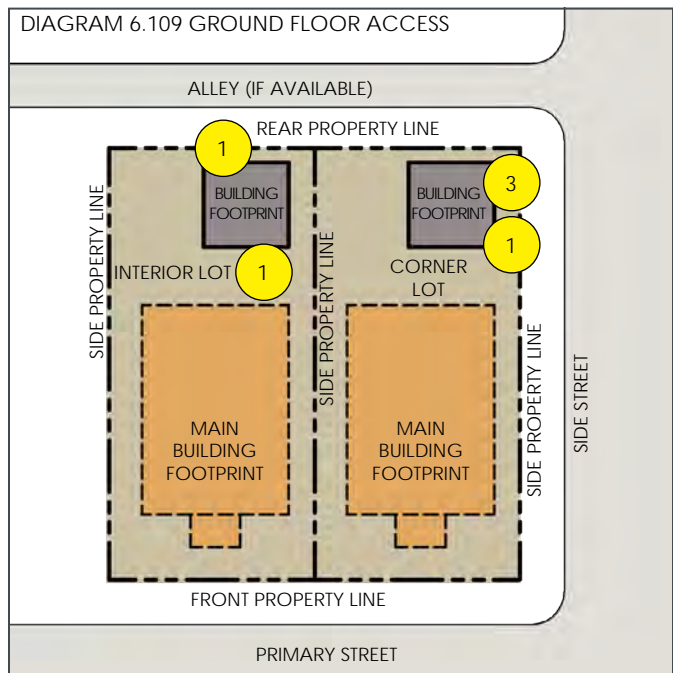 DIAGRAM 6.109 GROUND FLOOR ACCESS
ALLEY (IF AVAILABLE)
REAR PROPERTY LINE
1
3
BUILDING
FOOTPRINT
BUILDING
FOOTPRINT
1
1
INTERIOR LOT
CORNER
LOT
SIDE PROPERTY LINE
SIDE PROPERTY LINE
SIDE PROPERTY LINE
SIDE STREET
MAIN
BUILDING
FOOTPRINT
MAIN
BUILDING
FOOTPRINT
FRONT PROPERTY LINE
PRIMARY STREET